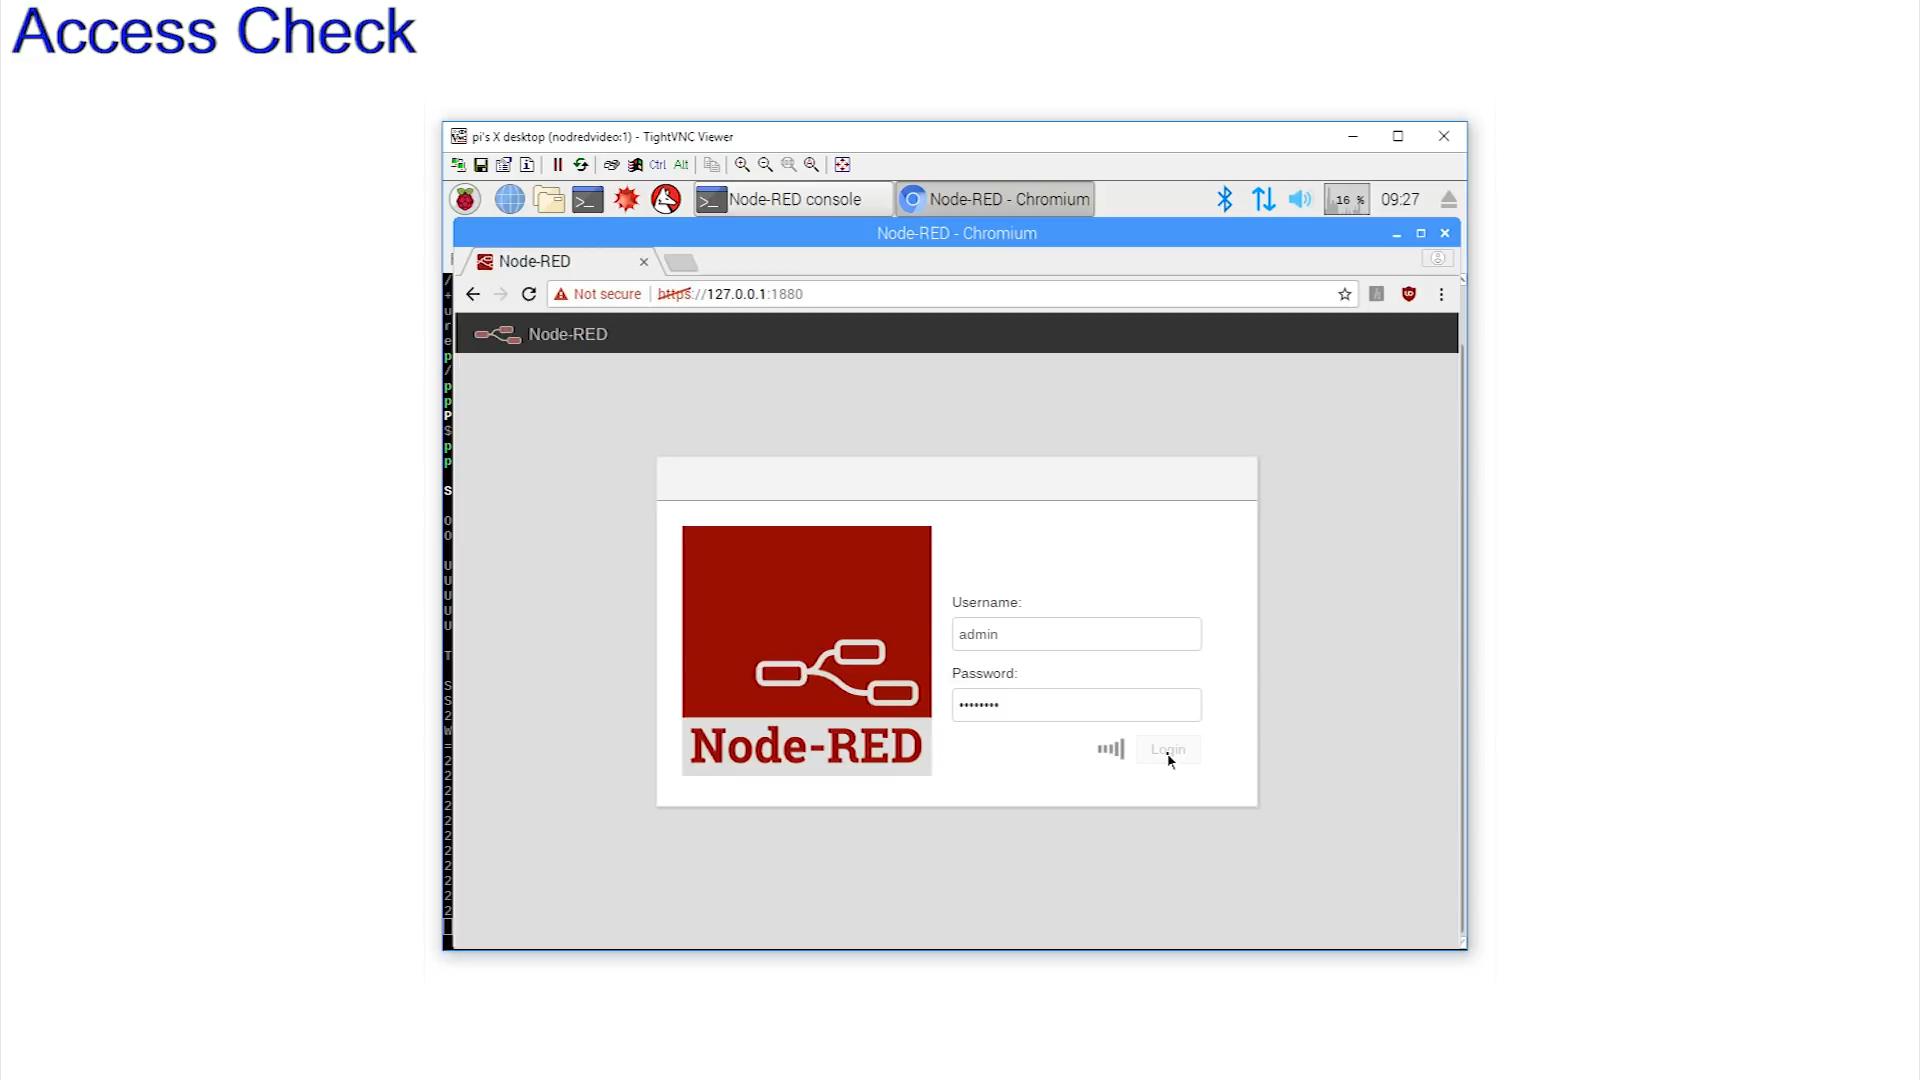 Access Check
pi's X desktop (nodredvideo:1) - TightVNC Viewer
Ctrl Alt
Node-RED console
Node-RED - Chromium
16 %
09:27
Node-RED - Chromium
Node-RED
Not secure
https://127.0.0.1:1880
Node-RED
Username:
admin
Password:
••••••••
Login
Node-RED